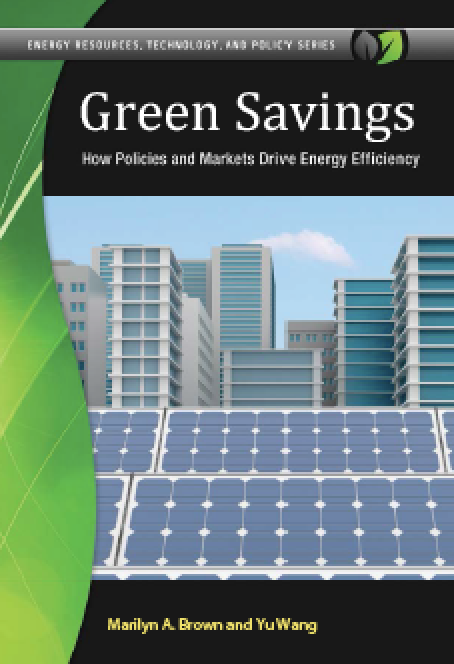 ENERGY RESOURCES, TECHNOLOGY, AND POLICY SERIES
Green Savings
How Policies and Markets Drive Energy Efficiency
Marilyn A. Brown and Yu Wang